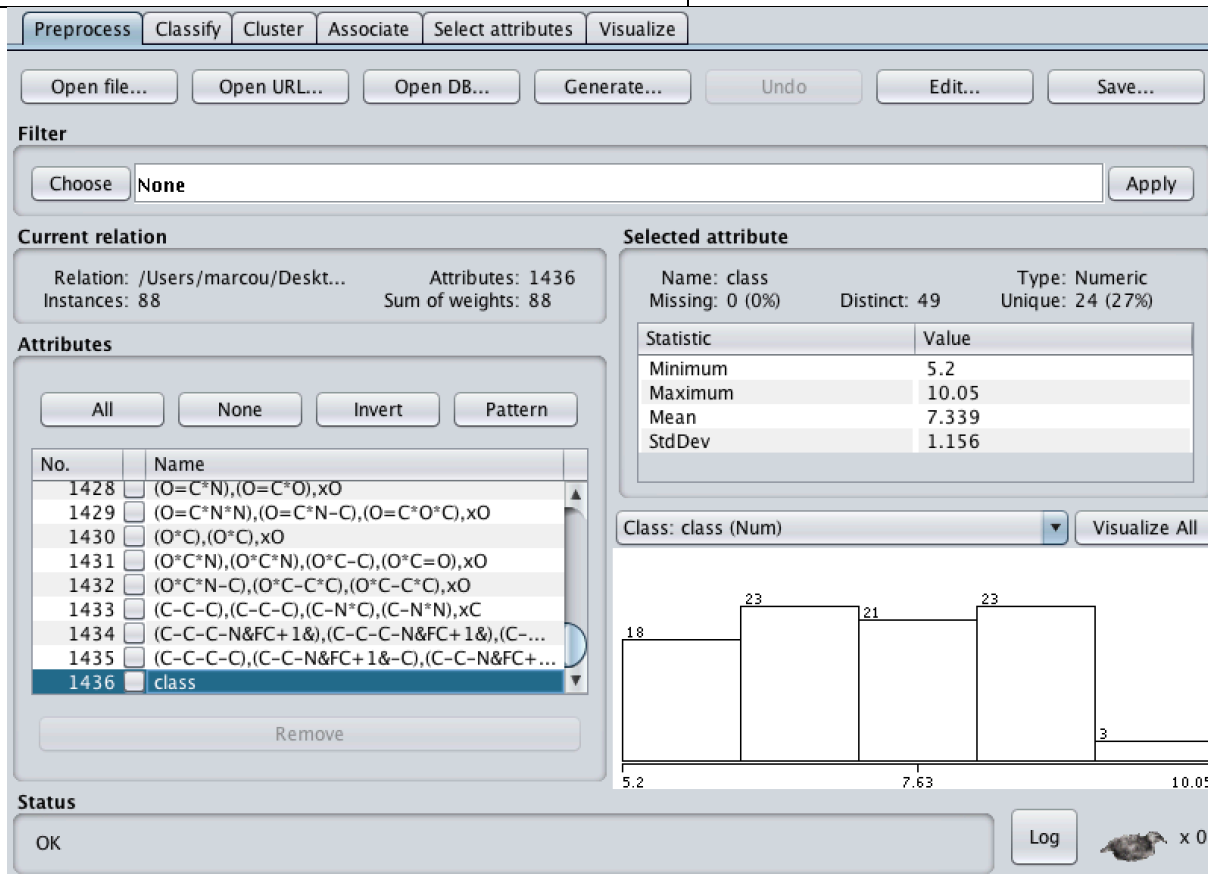 Preprocess Classify Cluster Associate Select attributes Visualize
Open file... Open URL... Open DB... Generate... Undo Edit... Save...
Filter
Choose None Apply
Current relation
Relation: /Users/marcou/Deskt... Attributes: 1436
Instances: 88 Sum of weights: 88
Attributes
All None Invert Pattern
No. Name
1428 (O=C*N),(O=C*O),xO
1429 (O=C*N*N),(O=C*N-C),(O=C*O*C),xO
1430 (O*C),(O*C),xO
1431 (O*C*N),(O*C*N),(O*C-C),(O*C=O),xO
1432 (O*C*N-C),(O*C-C*C),(O*C-C*C),xO
1433 (C-C-C),(C-C-C),(C-N*C),(C-N*N),xC
1434 (C-C-C-N&FC+1&),(C-C-C-N&FC+1&),(C-...
1435 (C-C-C-C),(C-C-N&FC+1&-C),(C-C-N&FC+...
1436 class
Remove
Selected attribute
Name: class Type: Numeric
Missing: 0 (0%) Distinct: 49 Unique: 24 (27%)
Statistic Value
Minimum 5.2
Maximum 10.05
Mean 7.339
StdDev 1.156
Class: class (Num) Visualize All
18 23 21 23 3
5.2 7.63 10.05
Status
OK Log x 0